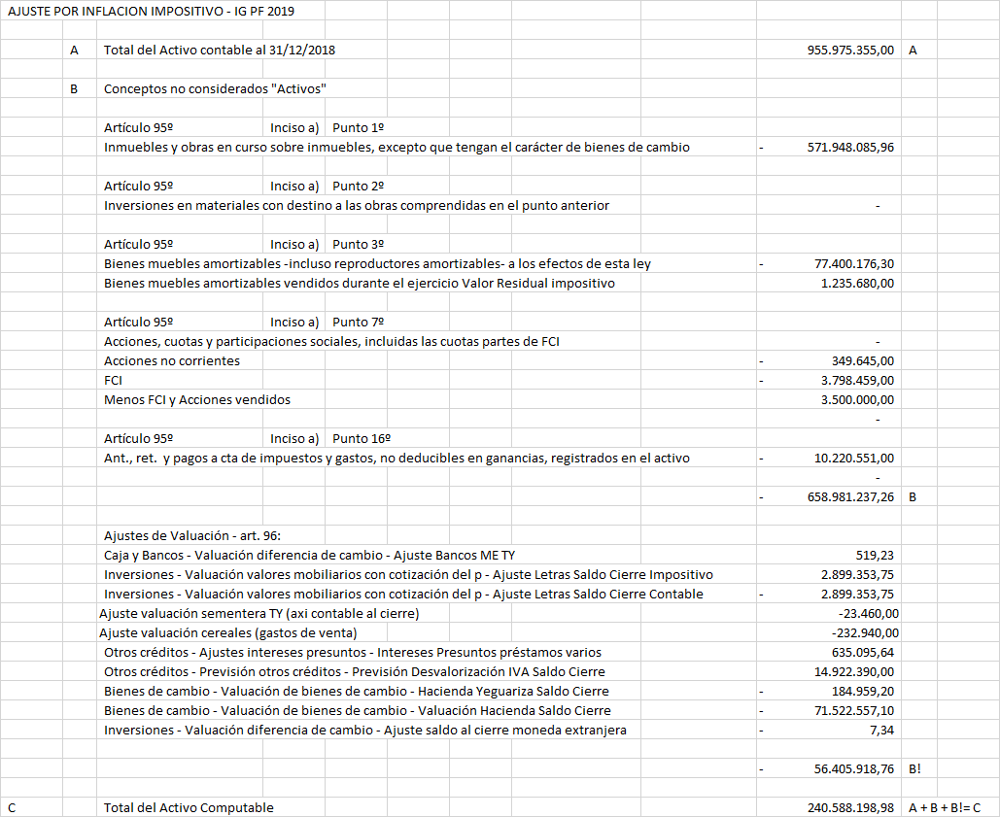 AJUSTE POR INFLACION IMPOSITIVO - IG PF 2019
A Total del Activo contable al 31/12/2018 955.975.355,00 A
B Conceptos no considerados "Activos"
Artículo 95º Inciso a) Punto 1º
Inmuebles y obras en curso sobre inmuebles, excepto que tengan el carácter de bienes de cambio - 571.948.085,96
Artículo 95º Inciso a) Punto 2º
Inversiones en materiales con destino a las obras comprendidas en el punto anterior -
Artículo 95º Inciso a) Punto 3º
Bienes muebles amortizables -incluso reproductores amortizables- a los efectos de esta ley - 77.400.176,30
Bienes muebles amortizables vendidos durante el ejercicio Valor Residual impositivo 1.235.680,00
Artículo 95º Inciso a) Punto 7º
Acciones, cuotas y participaciones sociales, incluidas las cuotas partes de FCI -
Acciones no corrientes - 349.645,00
FCI - 3.798.459,00
Menos FCI y Acciones vendidos 3.500.000,00
-
Artículo 95º Inciso a) Punto 16º
Ant., ret. y pagos a cta de impuestos y gastos, no deducibles en ganancias, registrados en el activo - 10.220.551,00
-
- 658.981.237,26 B
Ajustes de Valuación - art. 96:
Caja y Bancos - Valuación diferencia de cambio - Ajuste Bancos ME TY 519,23
Inversiones - Valuación valores mobiliarios con cotización del p - Ajuste Letras Saldo Cierre Impositivo 2.899.353,75
Inversiones - Valuación valores mobiliarios con cotización del p - Ajuste Letras Saldo Cierre Contable - 2.899.353,75
Ajuste valuación sementera TY (axi contable al cierre) -23.460,00
Ajuste valuación cereales (gastos de venta) -232.940,00
Otros créditos - Ajustes intereses presuntos - Intereses Presuntos préstamos varios 635.095,64
Otros créditos - Previsión otros créditos - Previsión Desvalorización IVA Saldo Cierre 14.922.390,00
Bienes de cambio - Valuación de bienes de cambio - Hacienda Yeguariza Saldo Cierre - 184.959,20
Bienes de cambio - Valuación de bienes de cambio - Valuación Hacienda Saldo Cierre - 71.522.557,10
Inversiones - Valuación diferencia de cambio - Ajuste saldo al cierre moneda extranjera - 7,34
- 56.405.918,76 B!
C Total del Activo Computable 240.588.198,98 A + B + B!= C